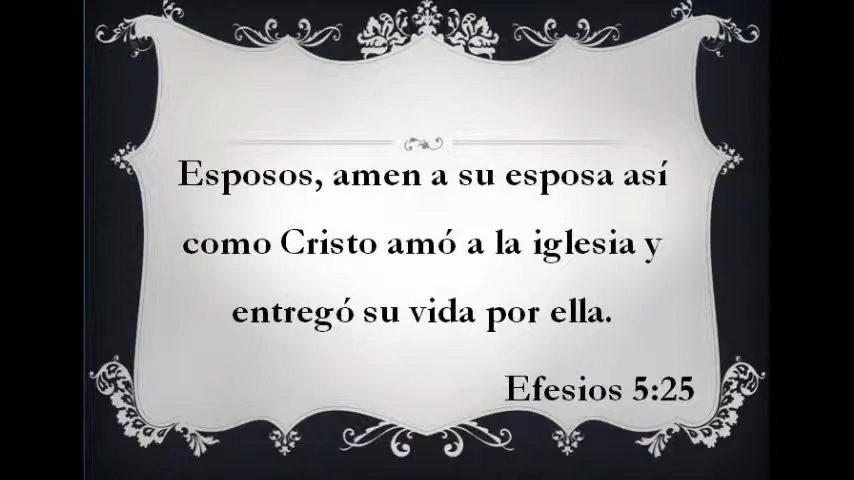 Esposos, amen a su esposa así
como Cristo amó a la iglesia y
entregó su vida por ella.
Efesios 5:25